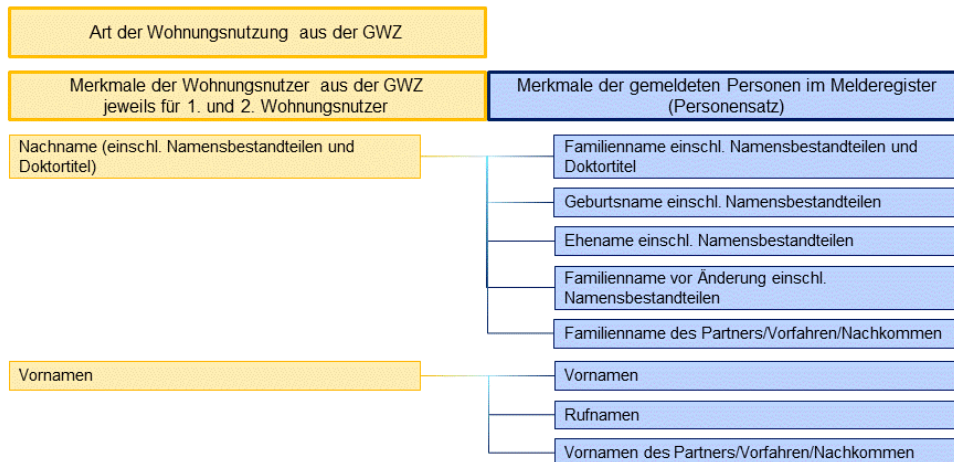 Art der Wohnungsnutzung aus der GWZ
Merkmale der Wohnungsnutzer aus der GWZ
jeweils für 1. und 2. Wohnungsnutzer
Merkmale der gemeldeten Personen im Melderegister
(Personensatz)
Nachname (einschl. Namensbestandteilen und
Doktortitel)
Familienname einschl. Namensbestandteilen und
Doktortitel
Geburtsname einschl. Namensbestandteilen
Ehename einschl. Namensbestandteilen
Familienname vor Änderung einschl.
Namensbestandteilen
Familienname des Partners/Vorfahren/Nachkommen
Vornamen
Vornamen
Rufnamen
Vornamen des Partners/Vorfahren/Nachkommen